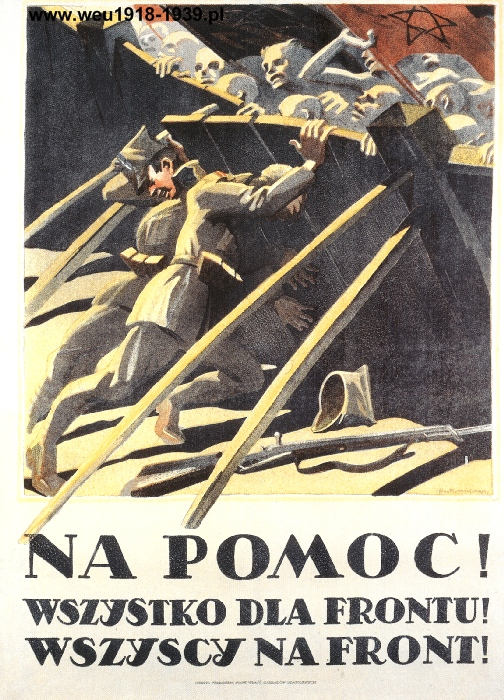 www.weu1918-1939.pl
NA POMOC!
WSZYSTKO DLA FRONTU!
WSZYSCY NA FRONT!